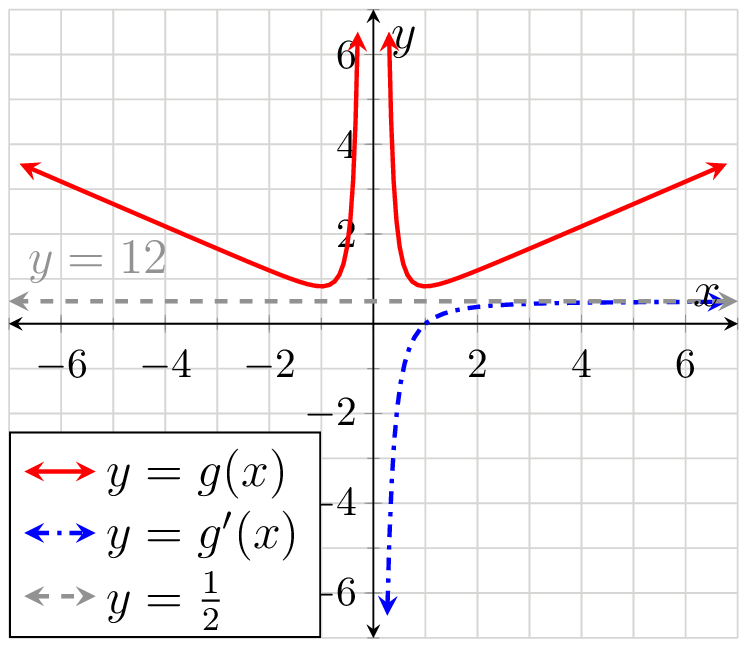 y
6
4
2
y = 12
x
−6 −4 −2 2 4 6
−2
−4
−6
y = g(x)
y = g′(x)
y = 1/2